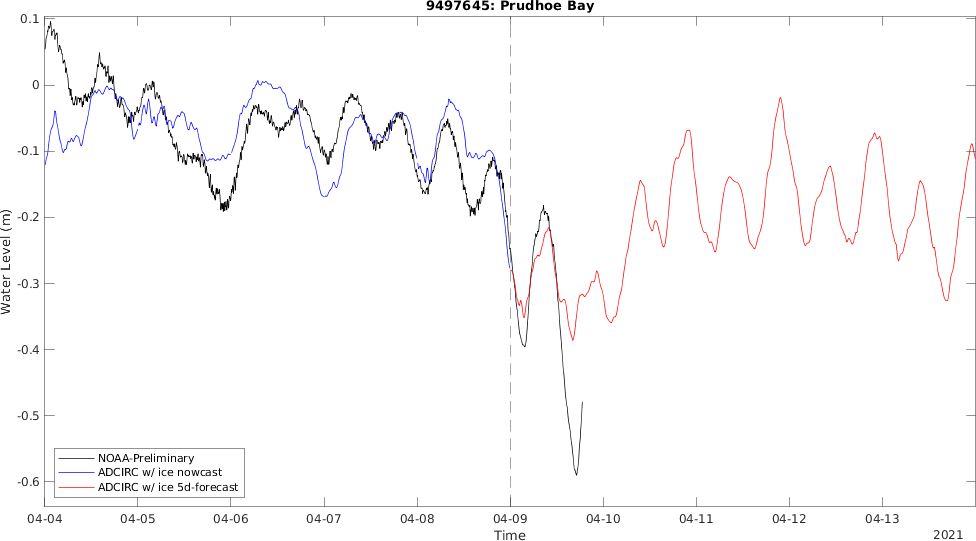 9497645: Prudhoe Bay
0.1
0
-0.1
-0.2
-0.3
-0.4
-0.5
-0.6
Water Level (m)
NOAA-Preliminary
ADCIRC w/ ice nowcast
ADCIRC w/ ice 5d-forecast
04-04 04-05 04-06 04-07 04-08 04-09 04-10 04-11 04-12 04-13
Time
2021